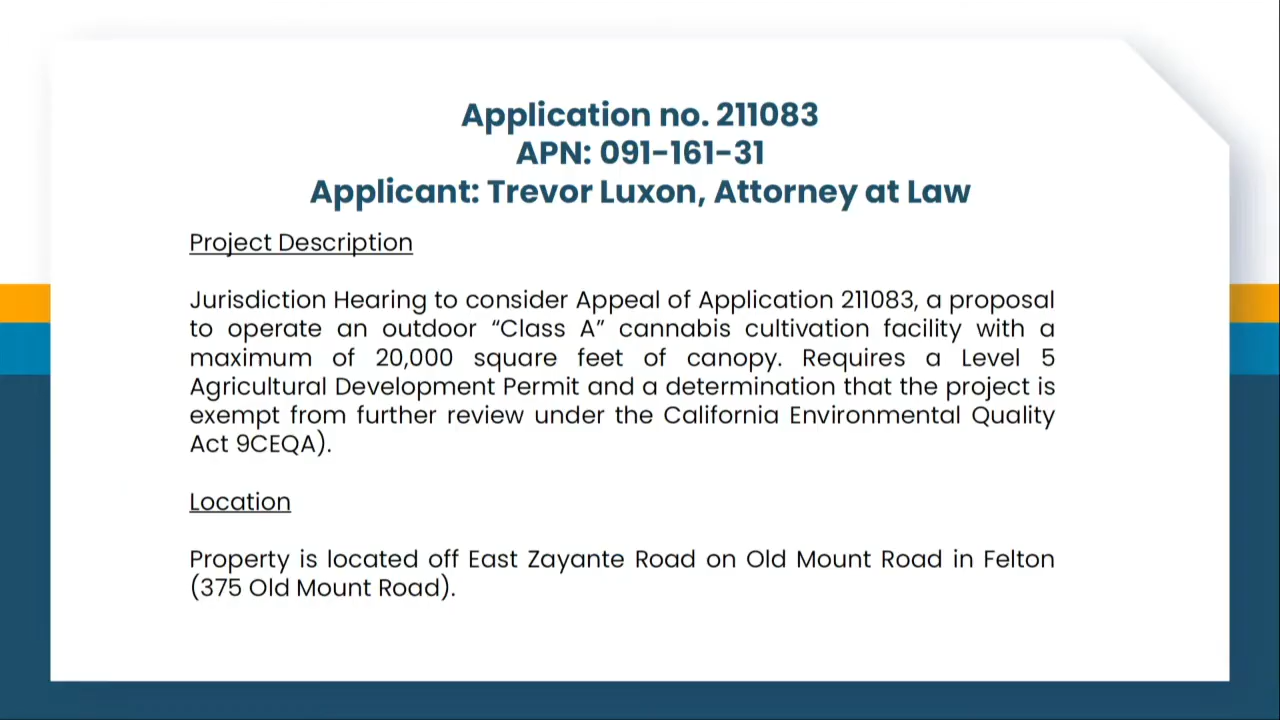 Application no. 211083
APN: 091-161-31
Applicant: Trevor Luxon, Attorney at Law
Project Description
Jurisdiction Hearing to consider Appeal of Application 211083, a proposal
to operate an outdoor “Class A” cannabis cultivation facility with a
maximum of 20,000 square feet of canopy. Requires a Level 5
Agricultural Development Permit and a determination that the project is
exempt from further review under the California Environmental Quality
Act 9CEQA).
Location
Property is located off East Zayante Road on Old Mount Road in Felton
(375 Old Mount Road).